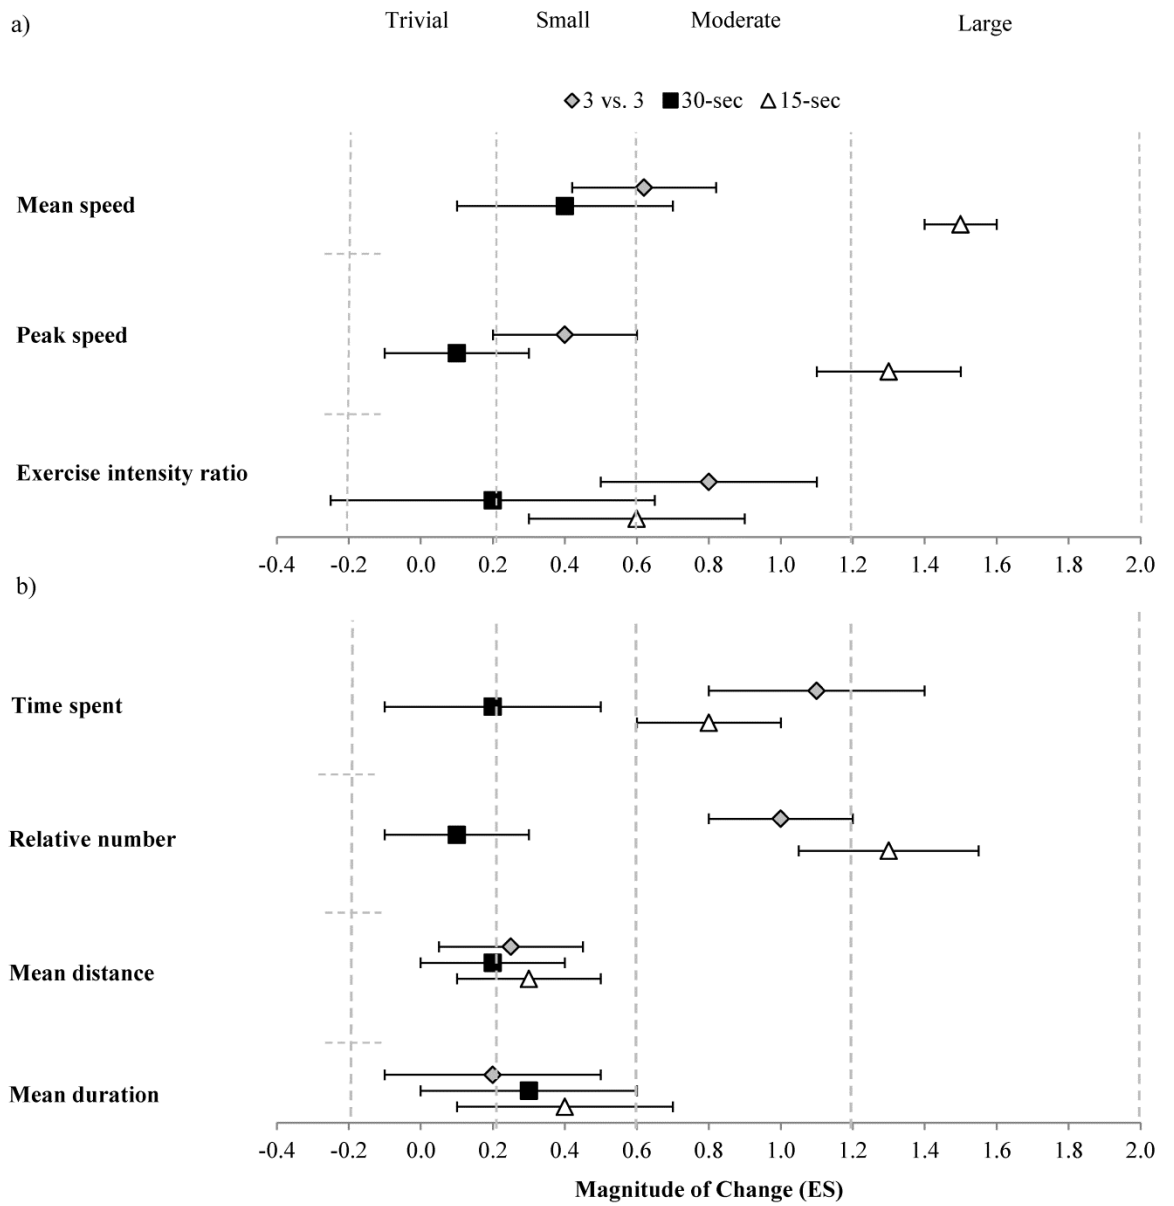 a)
Trivial Small Moderate Large
3 vs. 3 30-sec 15-sec
Mean speed
Peak speed
Exercise intensity ratio
-0.4 -0.2 0.0 0.2 0.4 0.6 0.8 1.0 1.2 1.4 1.6 1.8 2.0
b)
Time spent
Relative number
Mean distance
Mean duration
-0.4 -0.2 0.0 0.2 0.4 0.6 0.8 1.0 1.2 1.4 1.6 1.8 2.0
Magnitude of Change (ES)